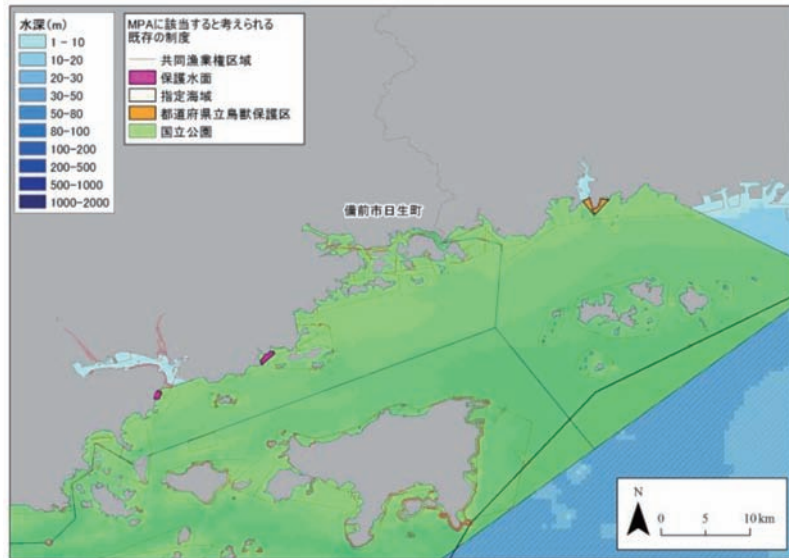 水深(m)
1 - 10
10-20
20-30
30-50
50-80
80-100
100-200
200-500
500-1000
1000-2000
MPAに該当すると考えられる
既存の制度
共同漁業権区域
保護水面
指定海域
都道府県立鳥獣保護区
国立公園
備前市日生町
N
0 5 10 km